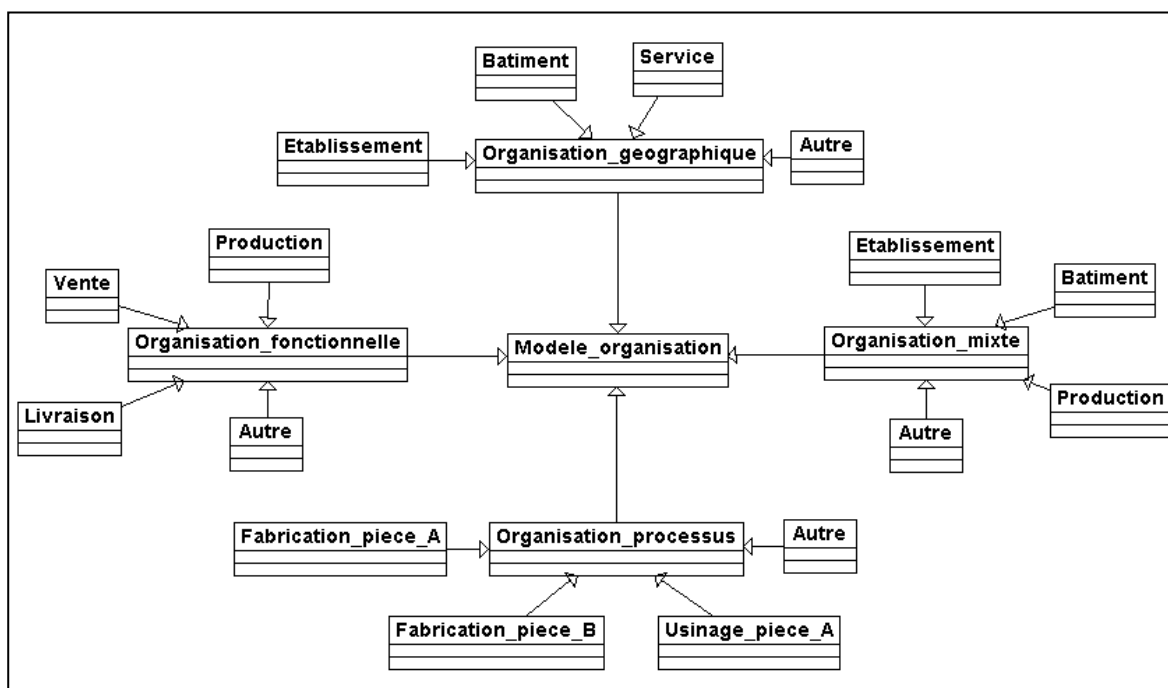 Batiment
Service
Etablissement
Organisation_geographique
Autre
Production
Etablissement
Vente
Batiment
Organisation_fonctionnelle
Modele_organisation
Organisation_mixte
Livraison
Autre
Autre
Production
Fabrication_piece_A
Organisation_processus
Autre
Fabrication_piece_B
Usinage_piece_A